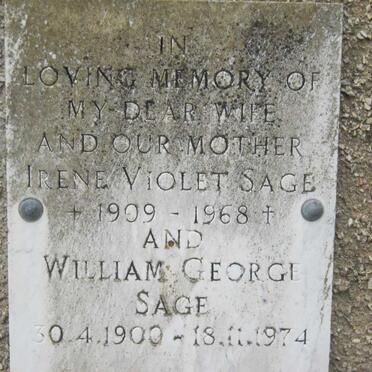 IN
LOVING MEMORY OF
MY DEAR WIFE
AND OUR MOTHER
IRENE VIOLET SAGE
+ 1909 - 1968 +
AND
WILLIAM GEORGE
SAGE
30.4.1900 - 18.11.1974